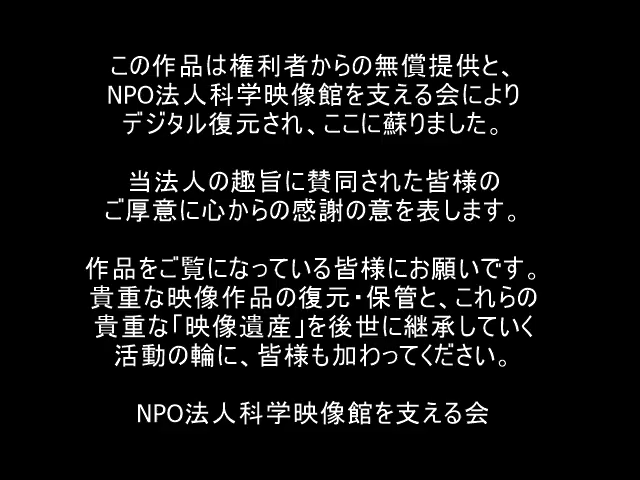 この作品は権利者からの無償提供と、
NPO法人科学映像館を支える会により
デジタル復元され、ここに蘇りました。
当法人の趣旨に賛同された皆様の
ご厚意に心からの感謝の意を表します。
作品をご覧になっている皆様にお願いです。
貴重な映像作品の復元・保管と、これらの
貴重な「映像遺産」を後世に継承していく
活動の輪に、皆様も加わってください。
NPO法人科学映像館を支える会